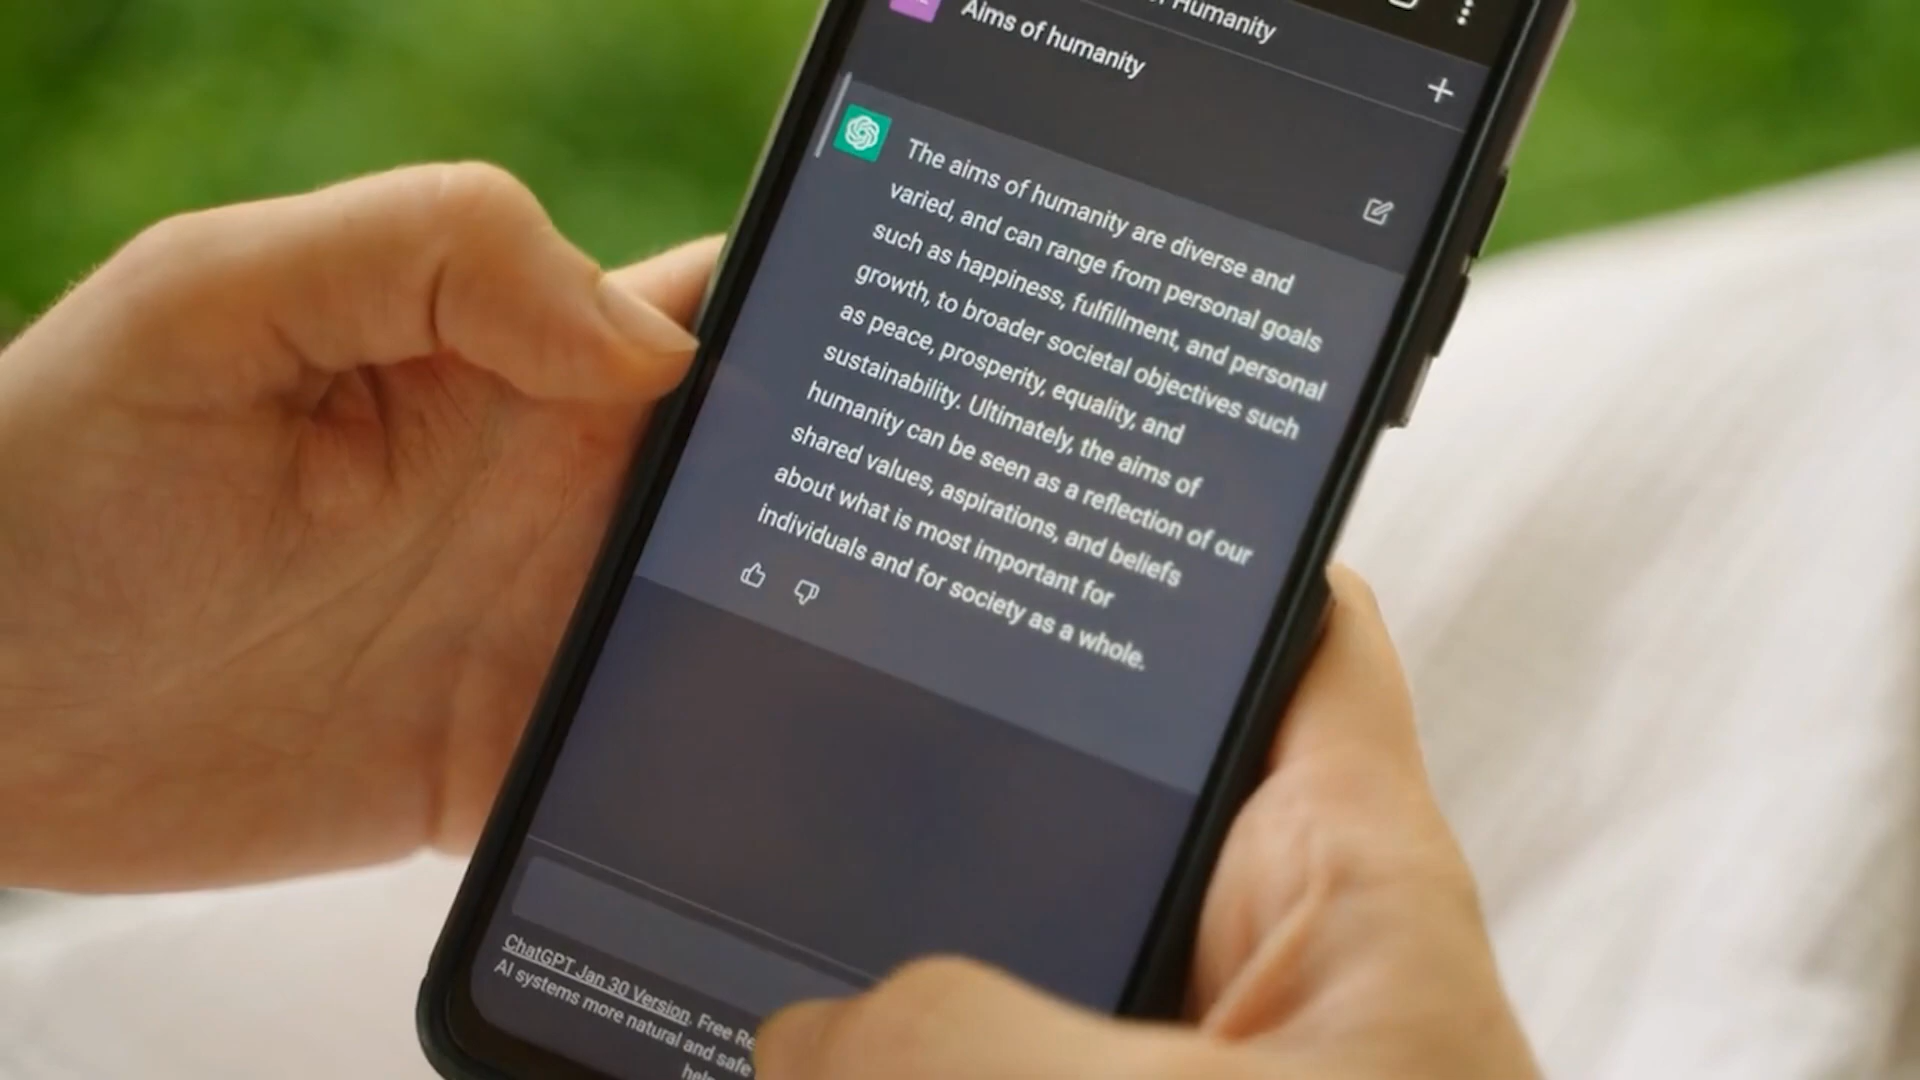 Humanity
Aims of humanity
The aims of humanity are diverse and
varied, and can range from personal goals
such as happiness, fulfillment, and personal
growth, to broader societal objectives such
as peace, prosperity, equality, and
sustainability. Ultimately, the aims of
humanity can be seen as a reflection of our
shared values, aspirations, and beliefs
about what is most important for
individuals and for society as a whole.
ChatGPT Jan 30 Version. Free
AI systems more natural and safe